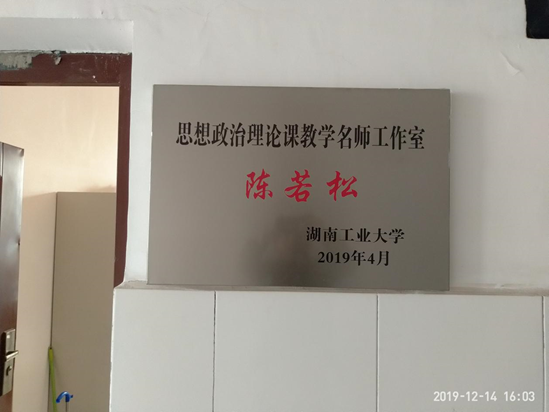 思想政治理论课教学名师工作室
陈若松
湖南工业大学
2019年4月
2019-12-14 16:03